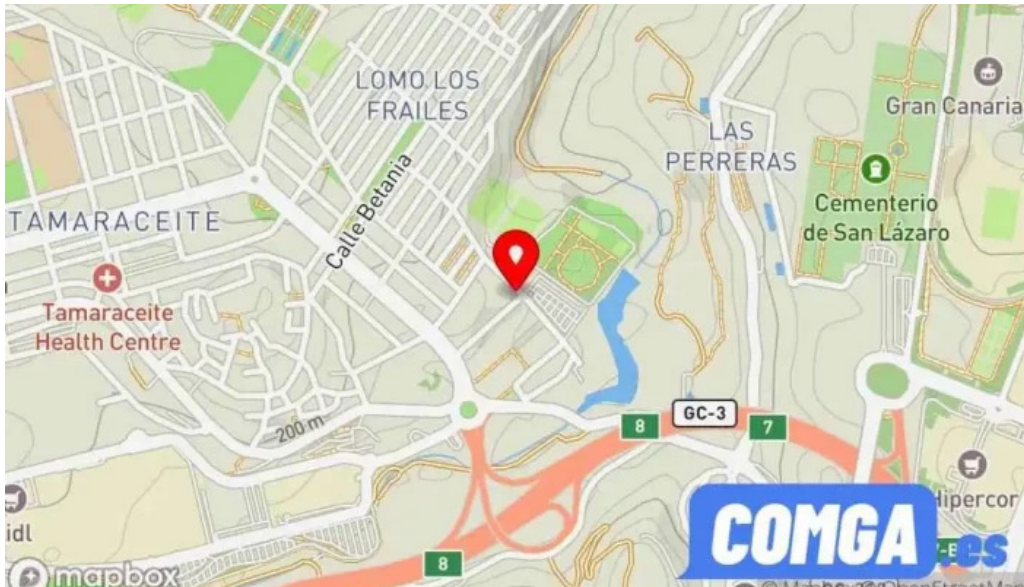 LOMO LOS
FRAILES
LAS
PERRERAS
Gran Canaria
Cementerio
de San Lázaro
TAMARACEITE
Calle Betania
Tamaraceite
Health Centre
200 m
GC-3
8
7
Hipercor
idl
8
COMGA
.es
mapbox